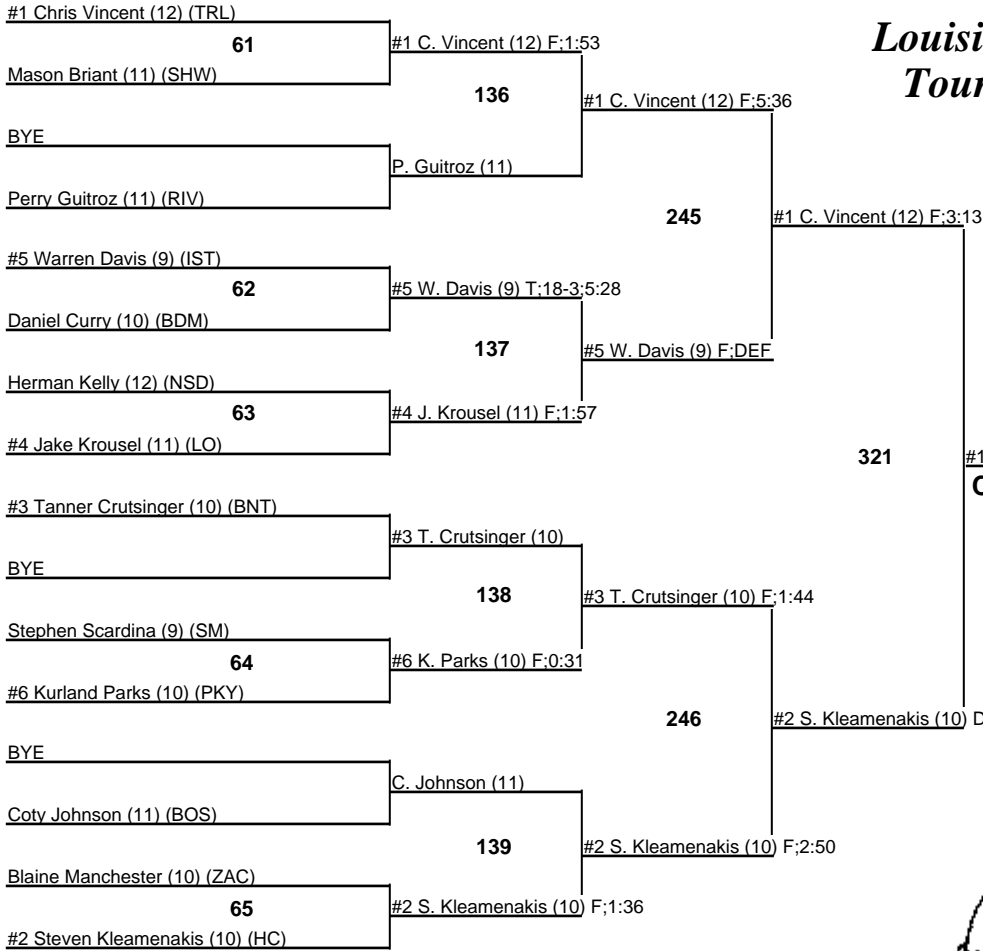 #1 Chris Vincent (12) (TRL)
61
Mason Briant (11) (SHW)
BYE
Perry Guitroz (11) (RIV)
#5 Warren Davis (9) (IST)
62
Daniel Curry (10) (BDM)
Herman Kelly (12) (NSD)
63
#4 Jake Krousel (11) (LO)
#3 Tanner Crutsinger (10) (BNT)
BYE
Stephen Scardina (9) (SM)
64
#6 Kurland Parks (10) (PKY)
BYE
Coty Johnson (11) (BOS)
Blaine Manchester (10) (ZAC)
65
#2 Steven Kleamenakis (10) (HC)
#1 C. Vincent (12) F;1:53
136
P. Guitroz (11)
#5 W. Davis (9) T;18-3;5:28
137
#4 J. Krousel (11) F;1:57
#3 T. Crutsinger (10)
138
#6 K. Parks (10) F;0:31
C. Johnson (11)
139
#2 S. Kleamenakis (10) F;1:36
#1 C. Vincent (12) F;5:36
245
#5 W. Davis (9) F;DEF
#3 T. Crutsinger (10) F;1:44
246
#2 S. Kleamenakis (10) F;2:50
#1 C. Vincent (12) F;3:13
321
#2 S. Kleamenakis (10) D
#1
Louisi
Tour